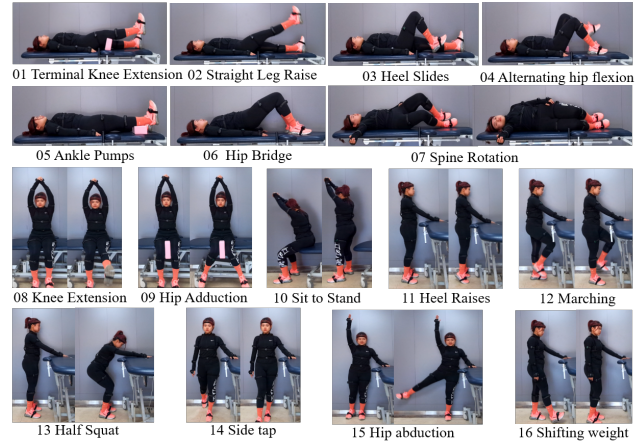 01 Terminal Knee Extension
02 Straight Leg Raise
03 Heel Slides
04 Alternating hip flexion
05 Ankle Pumps
06 Hip Bridge
07 Spine Rotation
08 Knee Extension
09 Hip Adduction
10 Sit to Stand
11 Heel Raises
12 Marching
13 Half Squat
14 Side tap
15 Hip abduction
16 Shifting weight